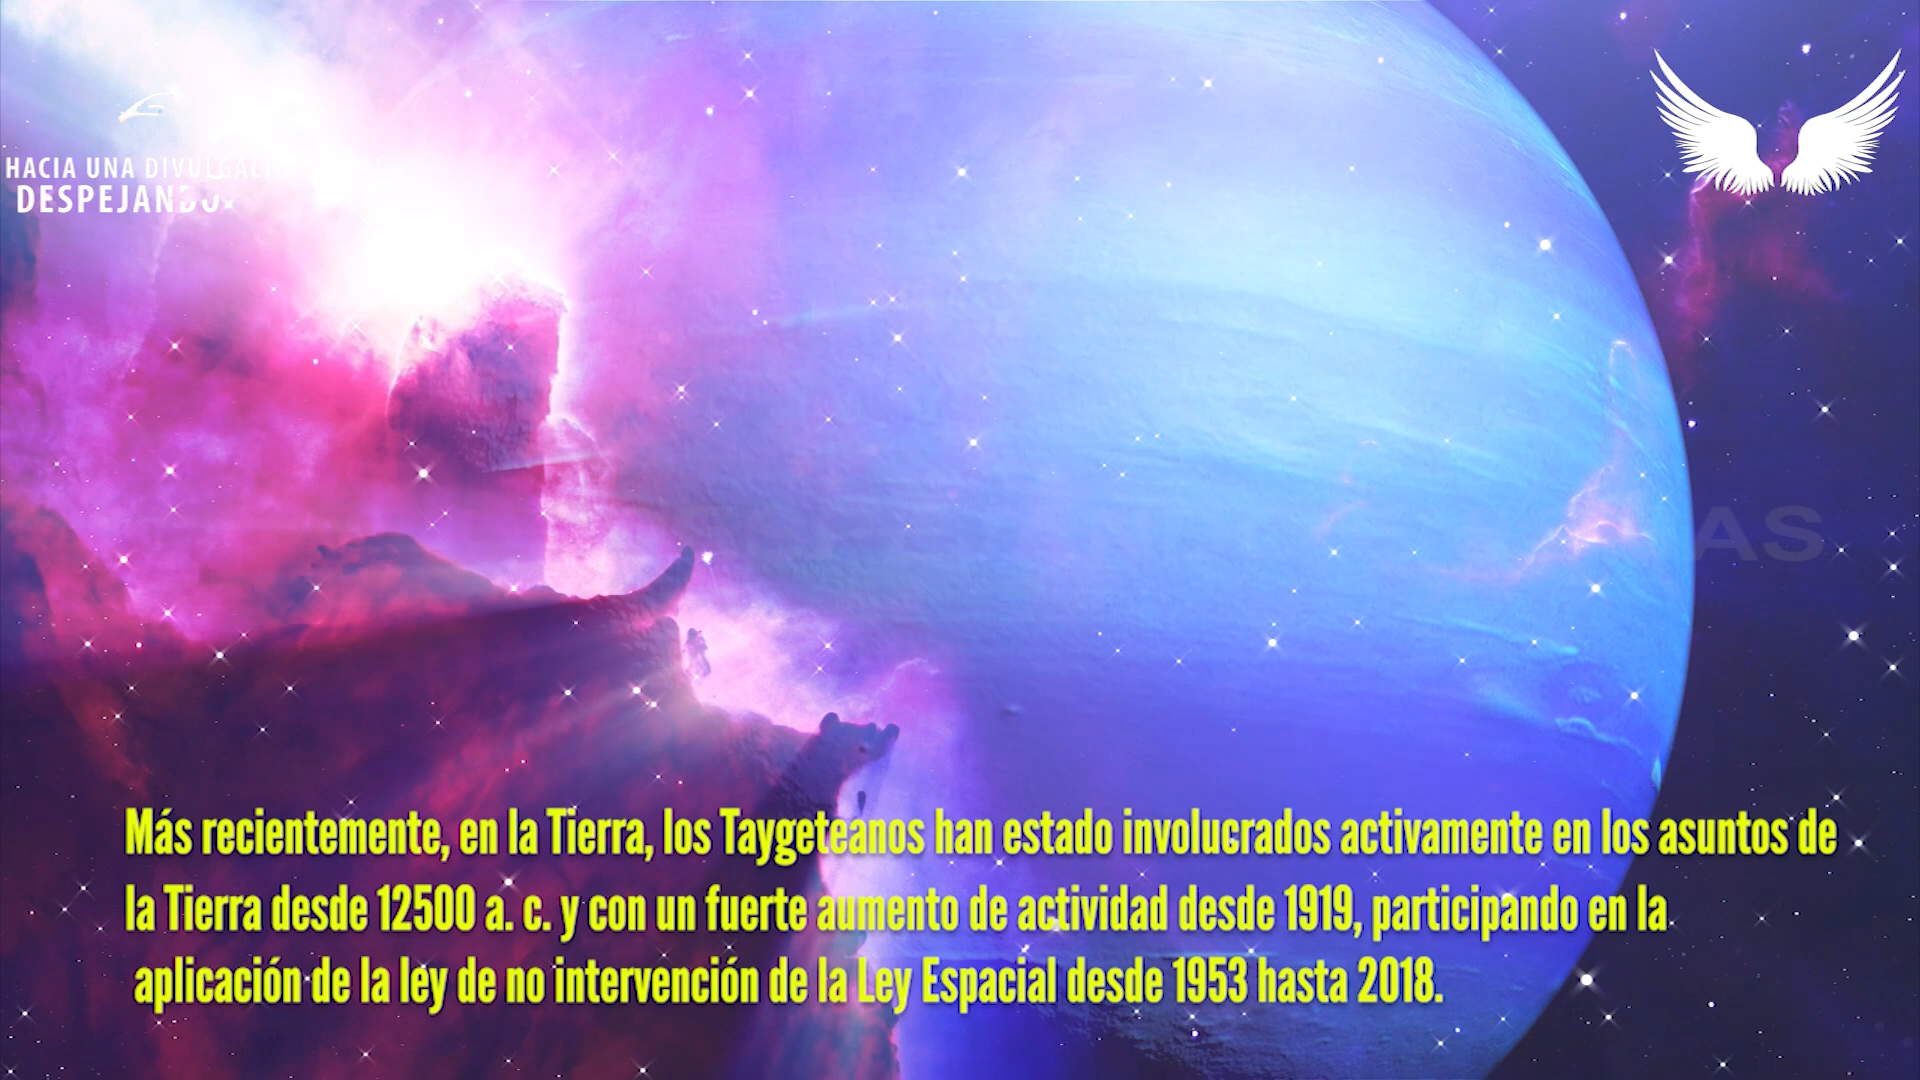 HACIA UNA
DESPEJANDO
AS
Más recientemente, en la Tierra, los Taygeteanos han estado involucrados activamente en los asuntos de
la Tierra desde 12500 a. c. y con un fuerte aumento de actividad desde 1919, participando en la
aplicación de la ley de no intervención de la Ley Espacial desde 1953 hasta 2018.